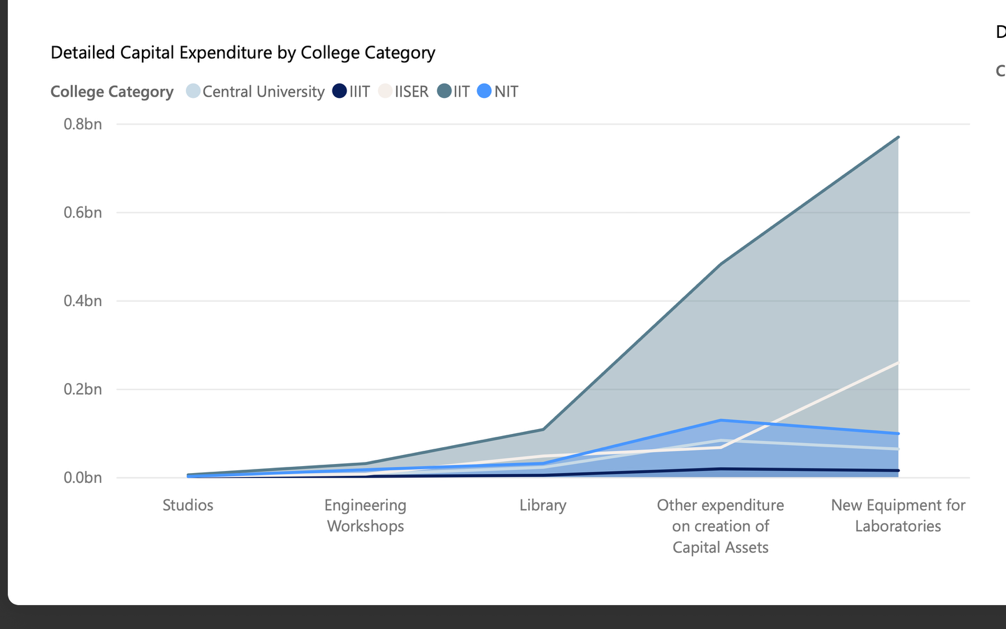 Detailed Capital Expenditure by College Category
College Category Central University IIIT IISER IIT NIT
0.8bn
0.6bn
0.4bn
0.2bn
0.0bn
Studios
Engineering
Workshops
Library
Other expenditure
on creation of
Capital Assets
New Equipment for
Laboratories